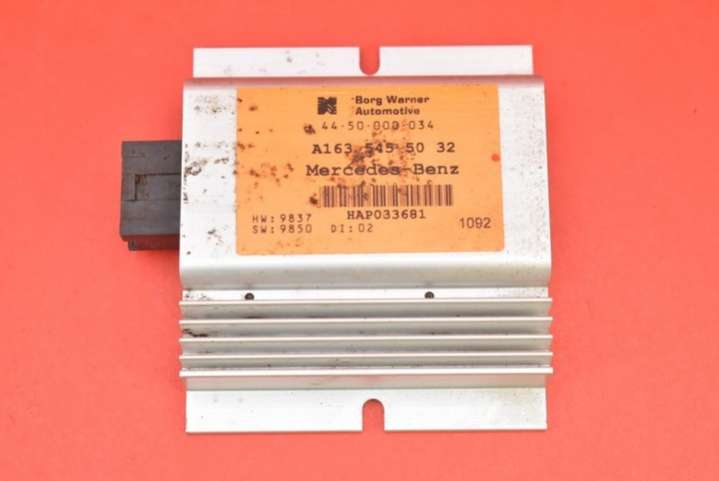 Borg Warner
Automotive
44-50-000-034
A163 545 50 32
Mercedes-Benz
HAP033681
HW: 9837
SW: 9850 DI: 02
1092